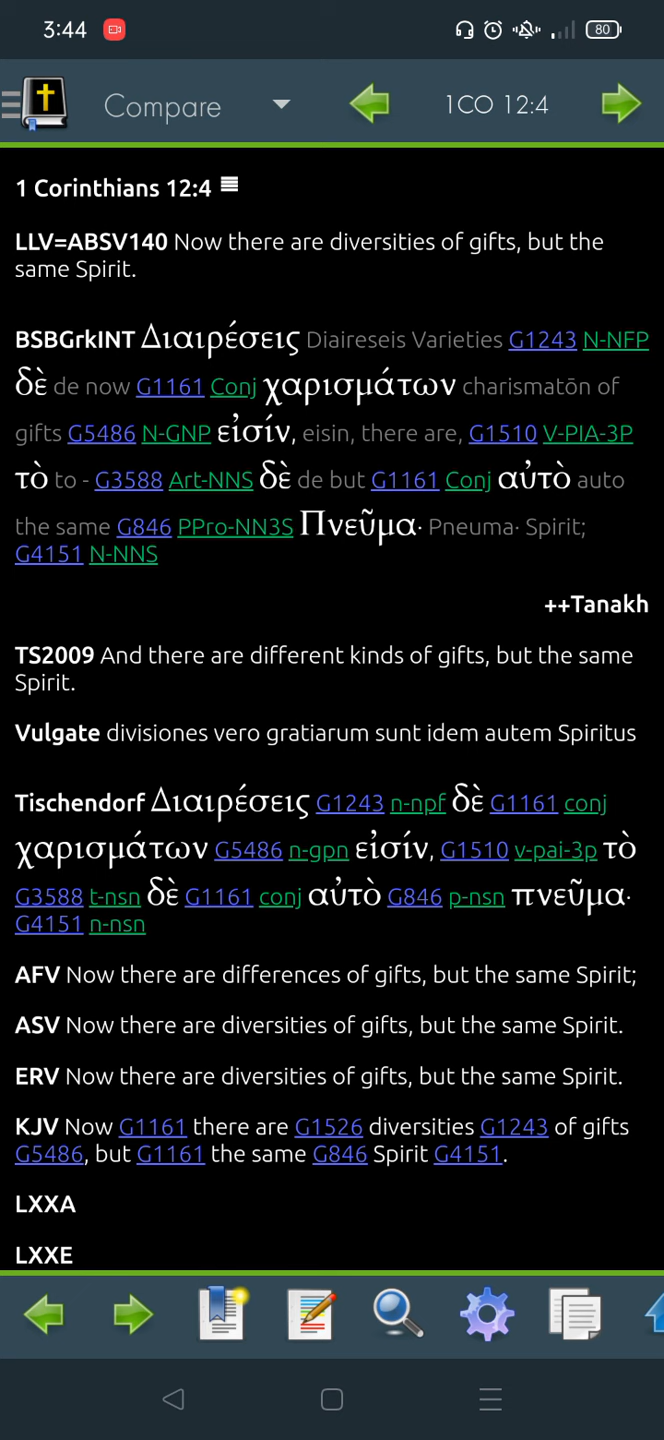 3:44
80
Compare
1CO 12:4
1 Corinthians 12:4
LLV=ABSV140 Now there are diversities of gifts, but the
same Spirit.
BSBGrkINT Διαιρέσεις Diaireseis Varieties G1243 N-NFP
δὲ de now G1161 Conj χαρισμάτων charismatōn of
gifts G5486 N-GNP εἰσίν, eisin, there are, G1510 V-PIA-3P
τὸ to - G3588 Art-NNS δὲ de but G1161 Conj αὐτὸ auto
the same G846 PPro-NN3S Πνεῦμα· Pneuma· Spirit;
G4151 N-NNS
++Tanakh
TS2009 And there are different kinds of gifts, but the same
Spirit.
Vulgate divisiones vero gratiarum sunt idem autem Spiritus
Tischendorf Διαιρέσεις G1243 n-npf δὲ G1161 conj
χαρισμάτων G5486 n-gpn εἰσίν, G1510 v-pai-3p τὸ
G3588 t-nsn δὲ G1161 conj αὐτὸ G846 p-nsn πνεῦμα·
G4151 n-nsn
AFV Now there are differences of gifts, but the same Spirit;
ASV Now there are diversities of gifts, but the same Spirit.
ERV Now there are diversities of gifts, but the same Spirit.
KJV Now G1161 there are G1526 diversities G1243 of gifts
G5486, but G1161 the same G846 Spirit G4151.
LXXA
LXXE